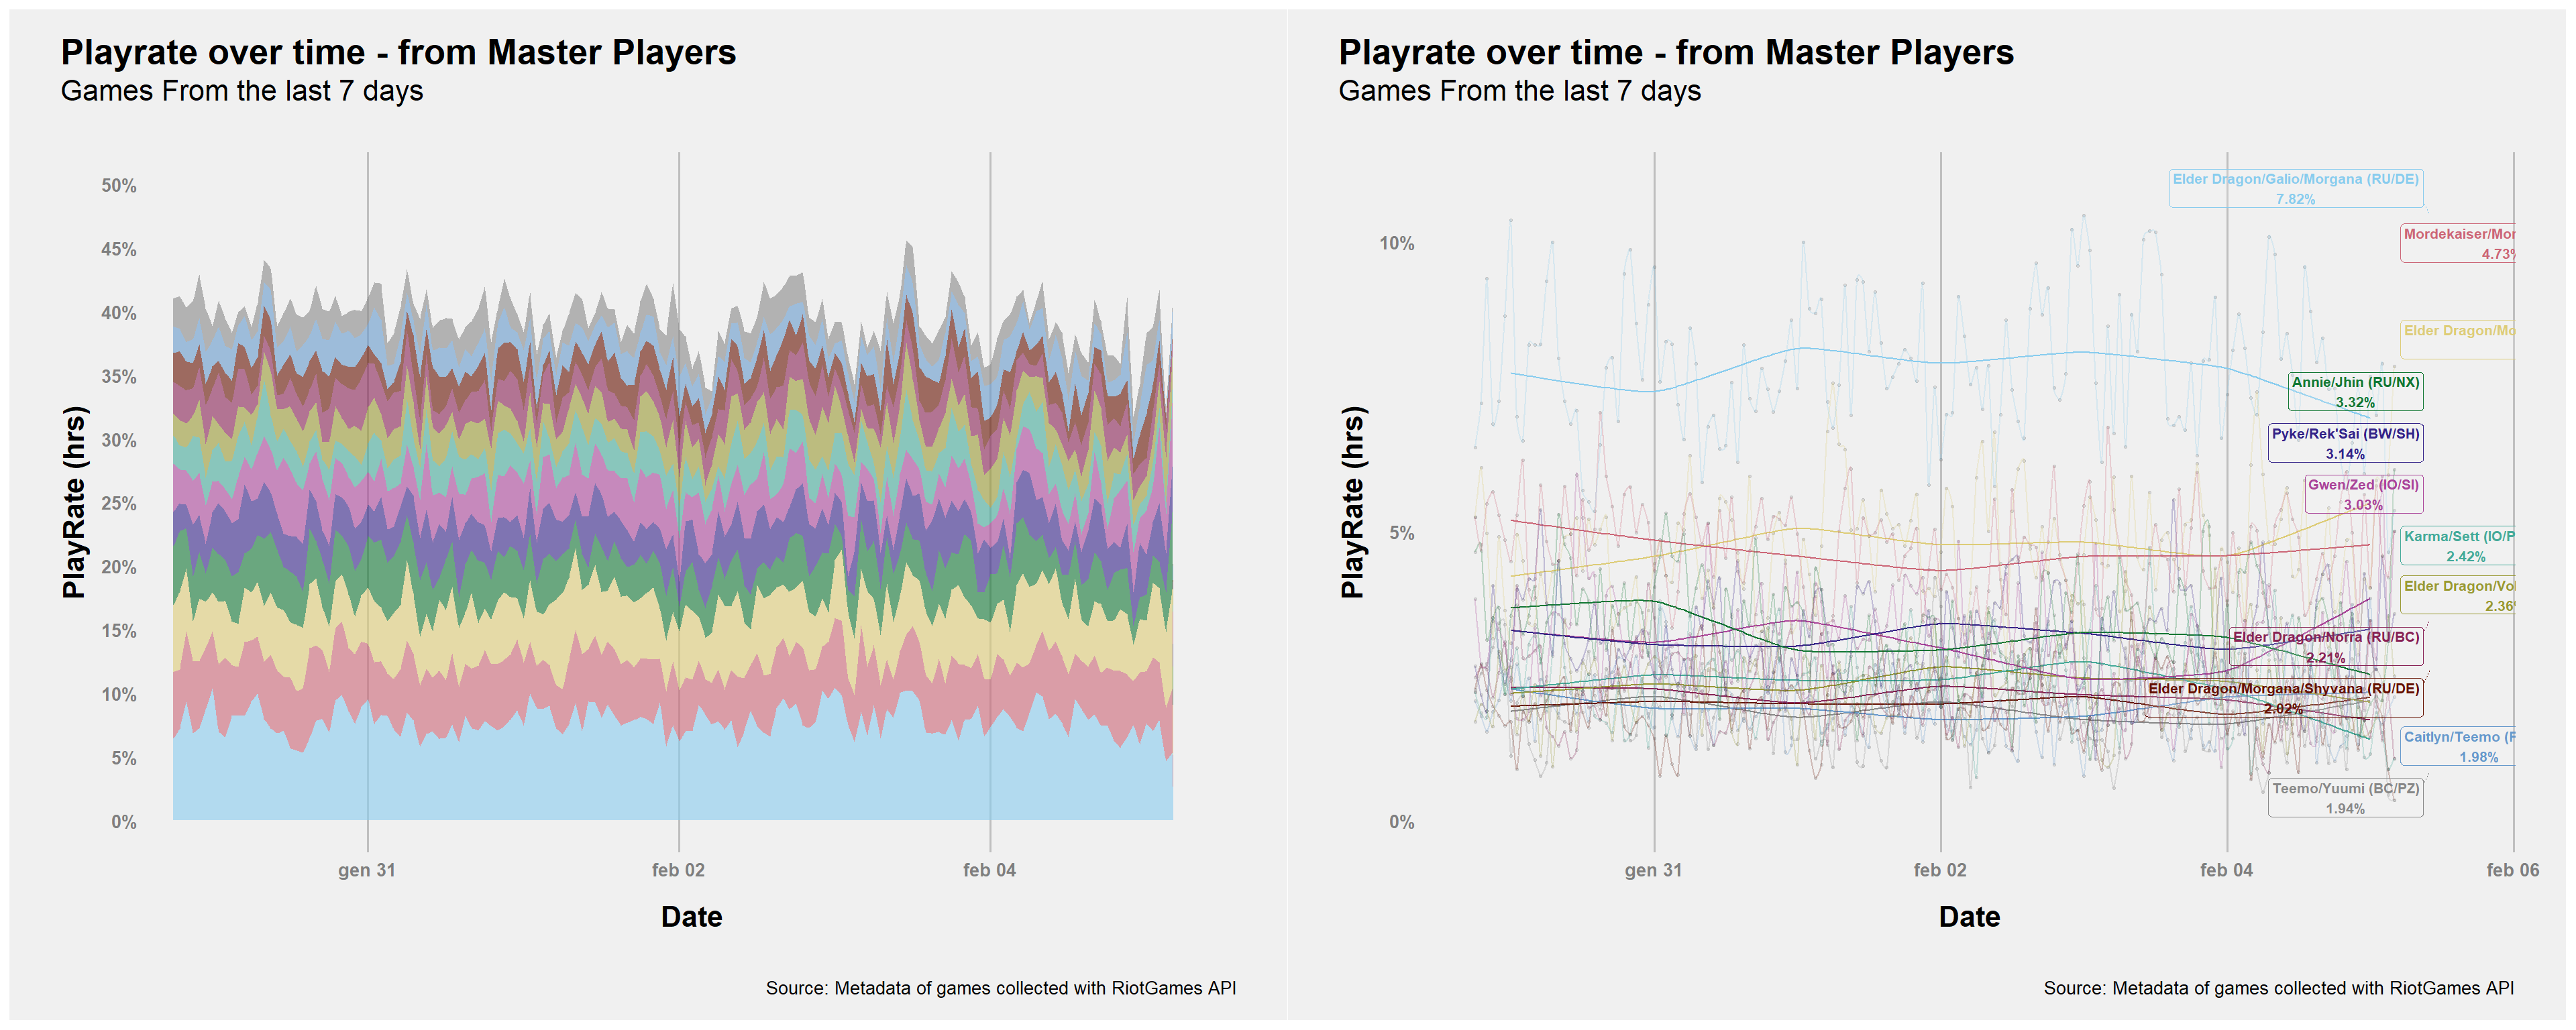 Playrate over time - from Master Players
Games From the last 7 days
PlayRate (hrs)
50%
45%
40%
35%
30%
25%
20%
15%
10%
5%
0%
gen 31
feb 02
feb 04
Date
Source: Metadata of games collected with RiotGames API
Playrate over time - from Master Players
Games From the last 7 days
PlayRate (hrs)
10%
5%
0%
Elder Dragon/Galio/Morgana (RU/DE)
7.82%
Mordekaiser/Mor
4.73%
Elder Dragon/Mo
Annie/Jhin (RU/NX)
3.32%
Pyke/Rek'Sai (BW/SH)
3.14%
Gwen/Zed (IO/SI)
3.03%
Karma/Sett (IO/P
2.42%
Elder Dragon/Vol
2.36
Elder Dragon/Norra (RU/BC)
2.21%
Elder Dragon/Morgana/Shyvana (RU/DE)
2.02%
Caitlyn/Teemo (P
1.98%
Teemo/Yuumi (BC/PZ)
1.94%
gen 31
feb 02
feb 04
feb 06
Date
Source: Metadata of games collected with RiotGames API